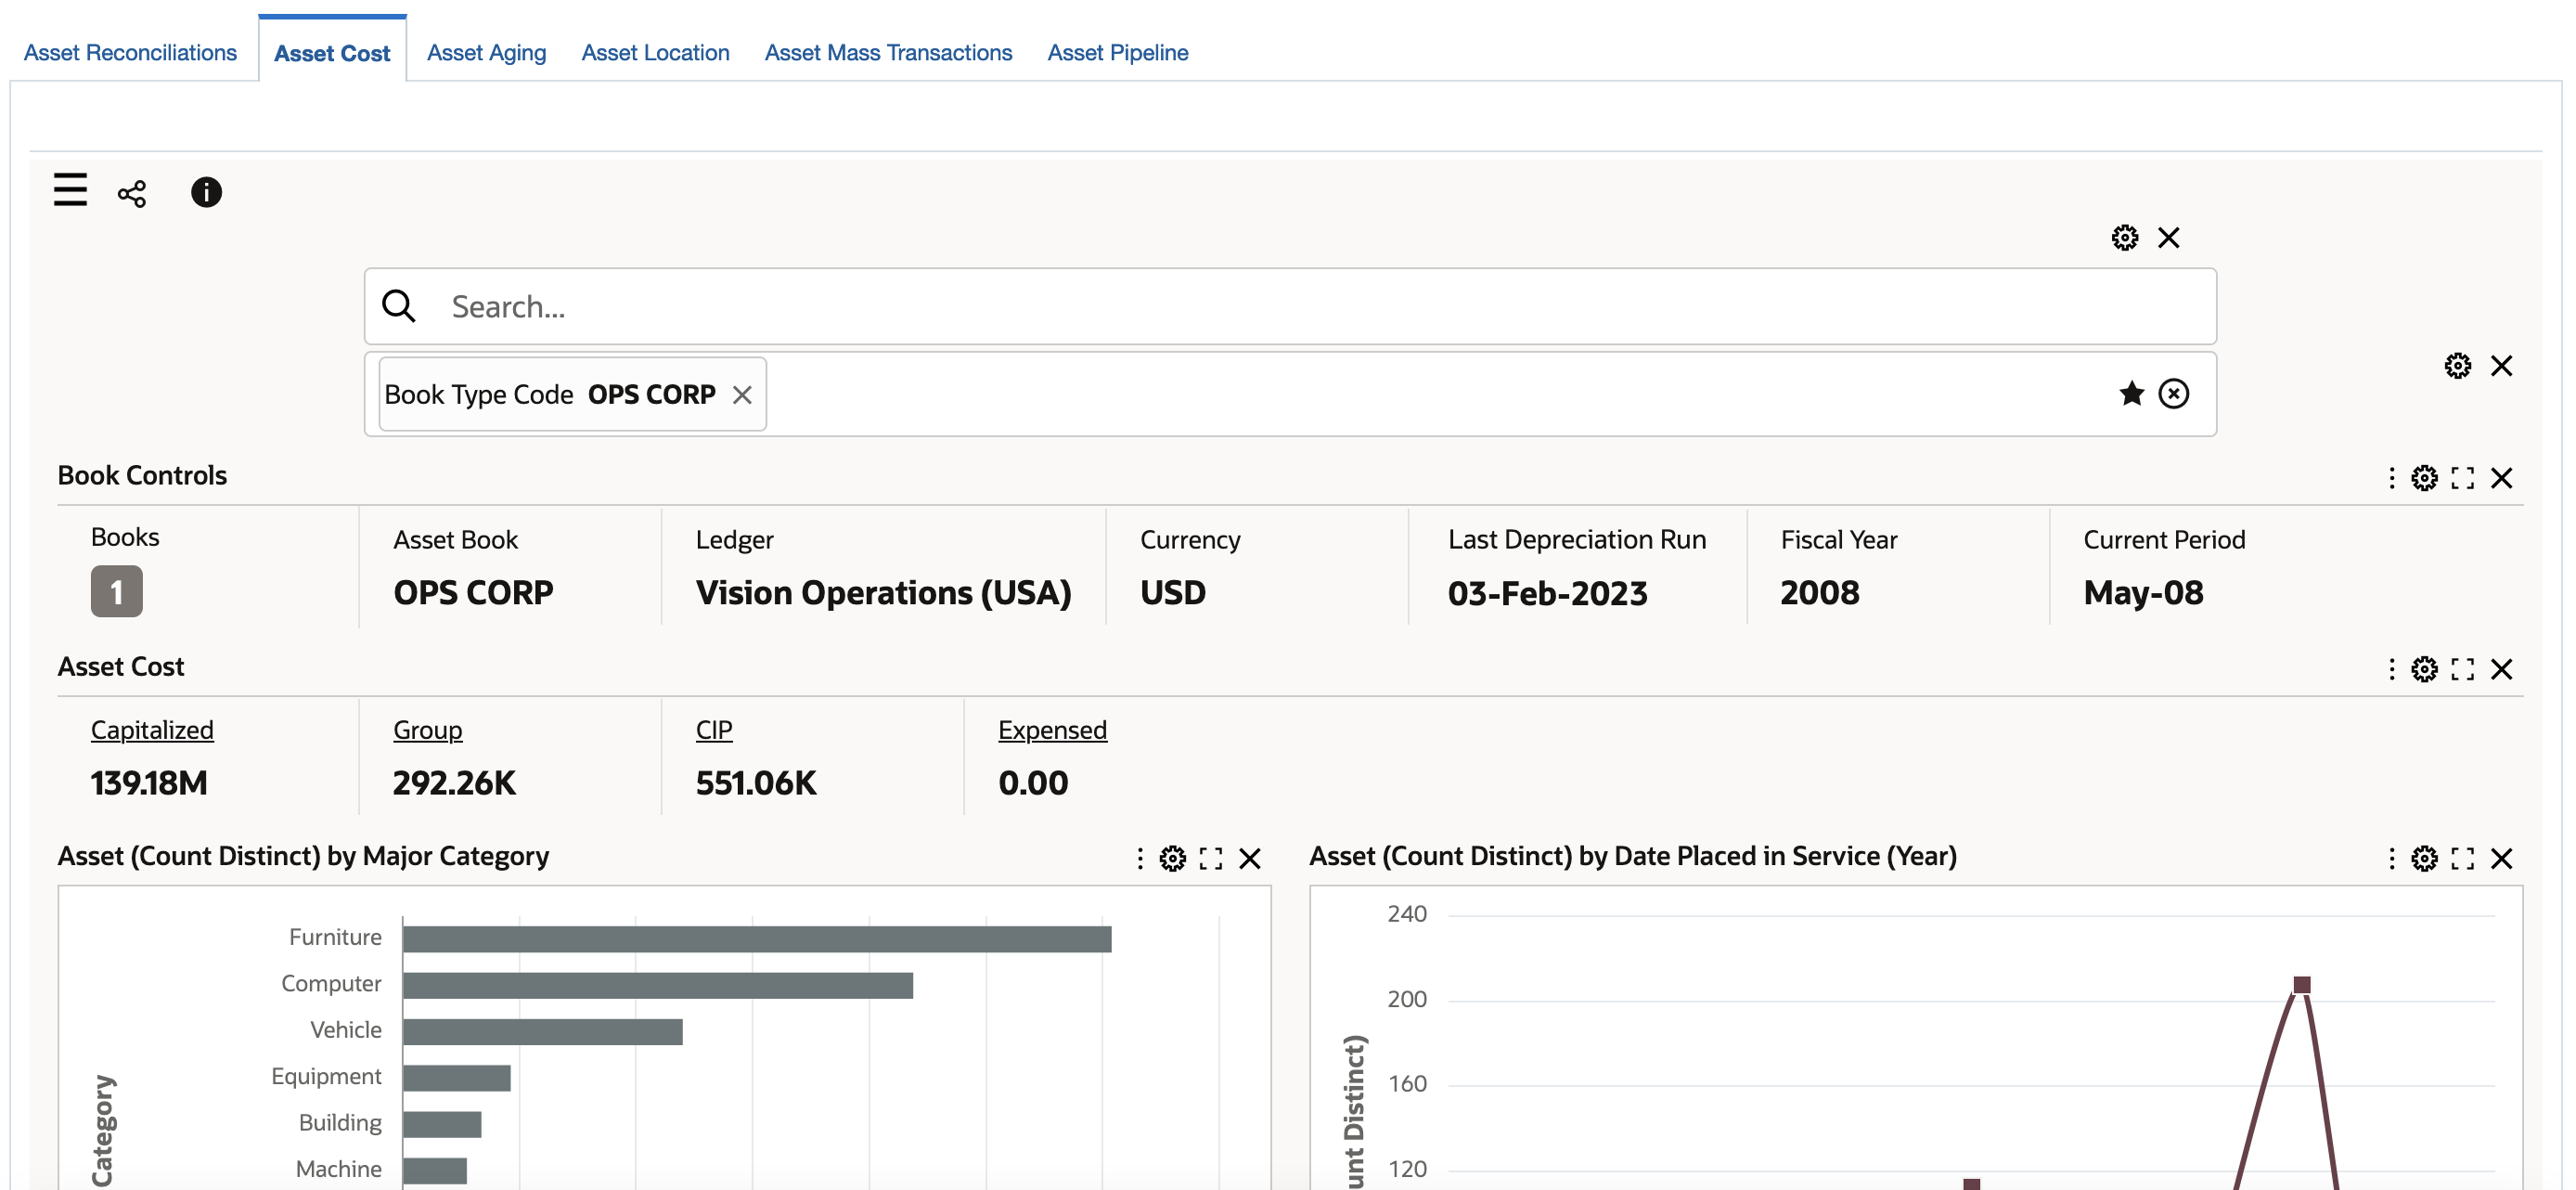 Asset Reconciliations Asset Cost Asset Aging Asset Location Asset Mass Transactions Asset Pipeline
Search...
Book Type Code OPS CORP
Book Controls
Books Asset Book Ledger Currency Last Depreciation Run Fiscal Year Current Period
1 OPS CORP Vision Operations (USA) USD 03-Feb-2023 2008 May-08
Asset Cost
Capitalized Group CIP Expensed
139.18M 292.26K 551.06K 0.00
Asset (Count Distinct) by Major Category
Furniture
Computer
Vehicle
Equipment
Building
Machine
Category
Asset (Count Distinct) by Date Placed in Service (Year)
240
200
160
120
Distinct)